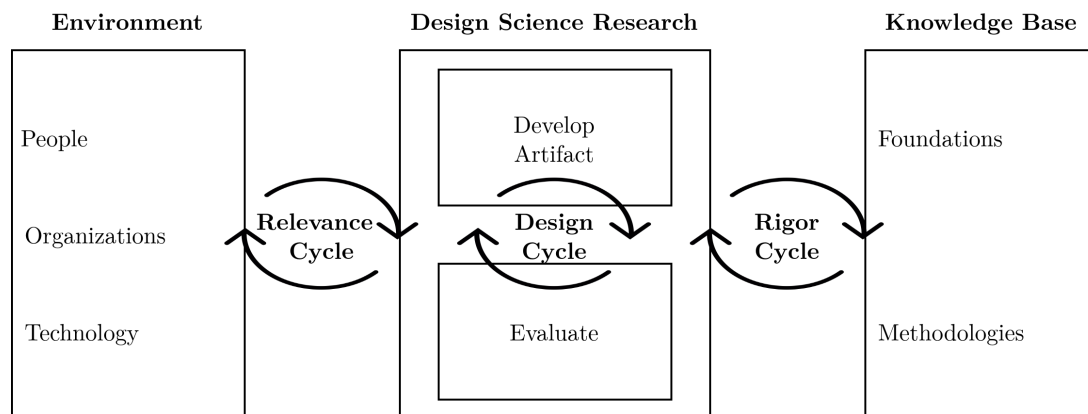 Environment
Design Science Research
Knowledge Base
People
Organizations
Technology
Relevance
Cycle
Develop
Artifact
Design
Cycle
Evaluate
Rigor
Cycle
Foundations
Methodologies